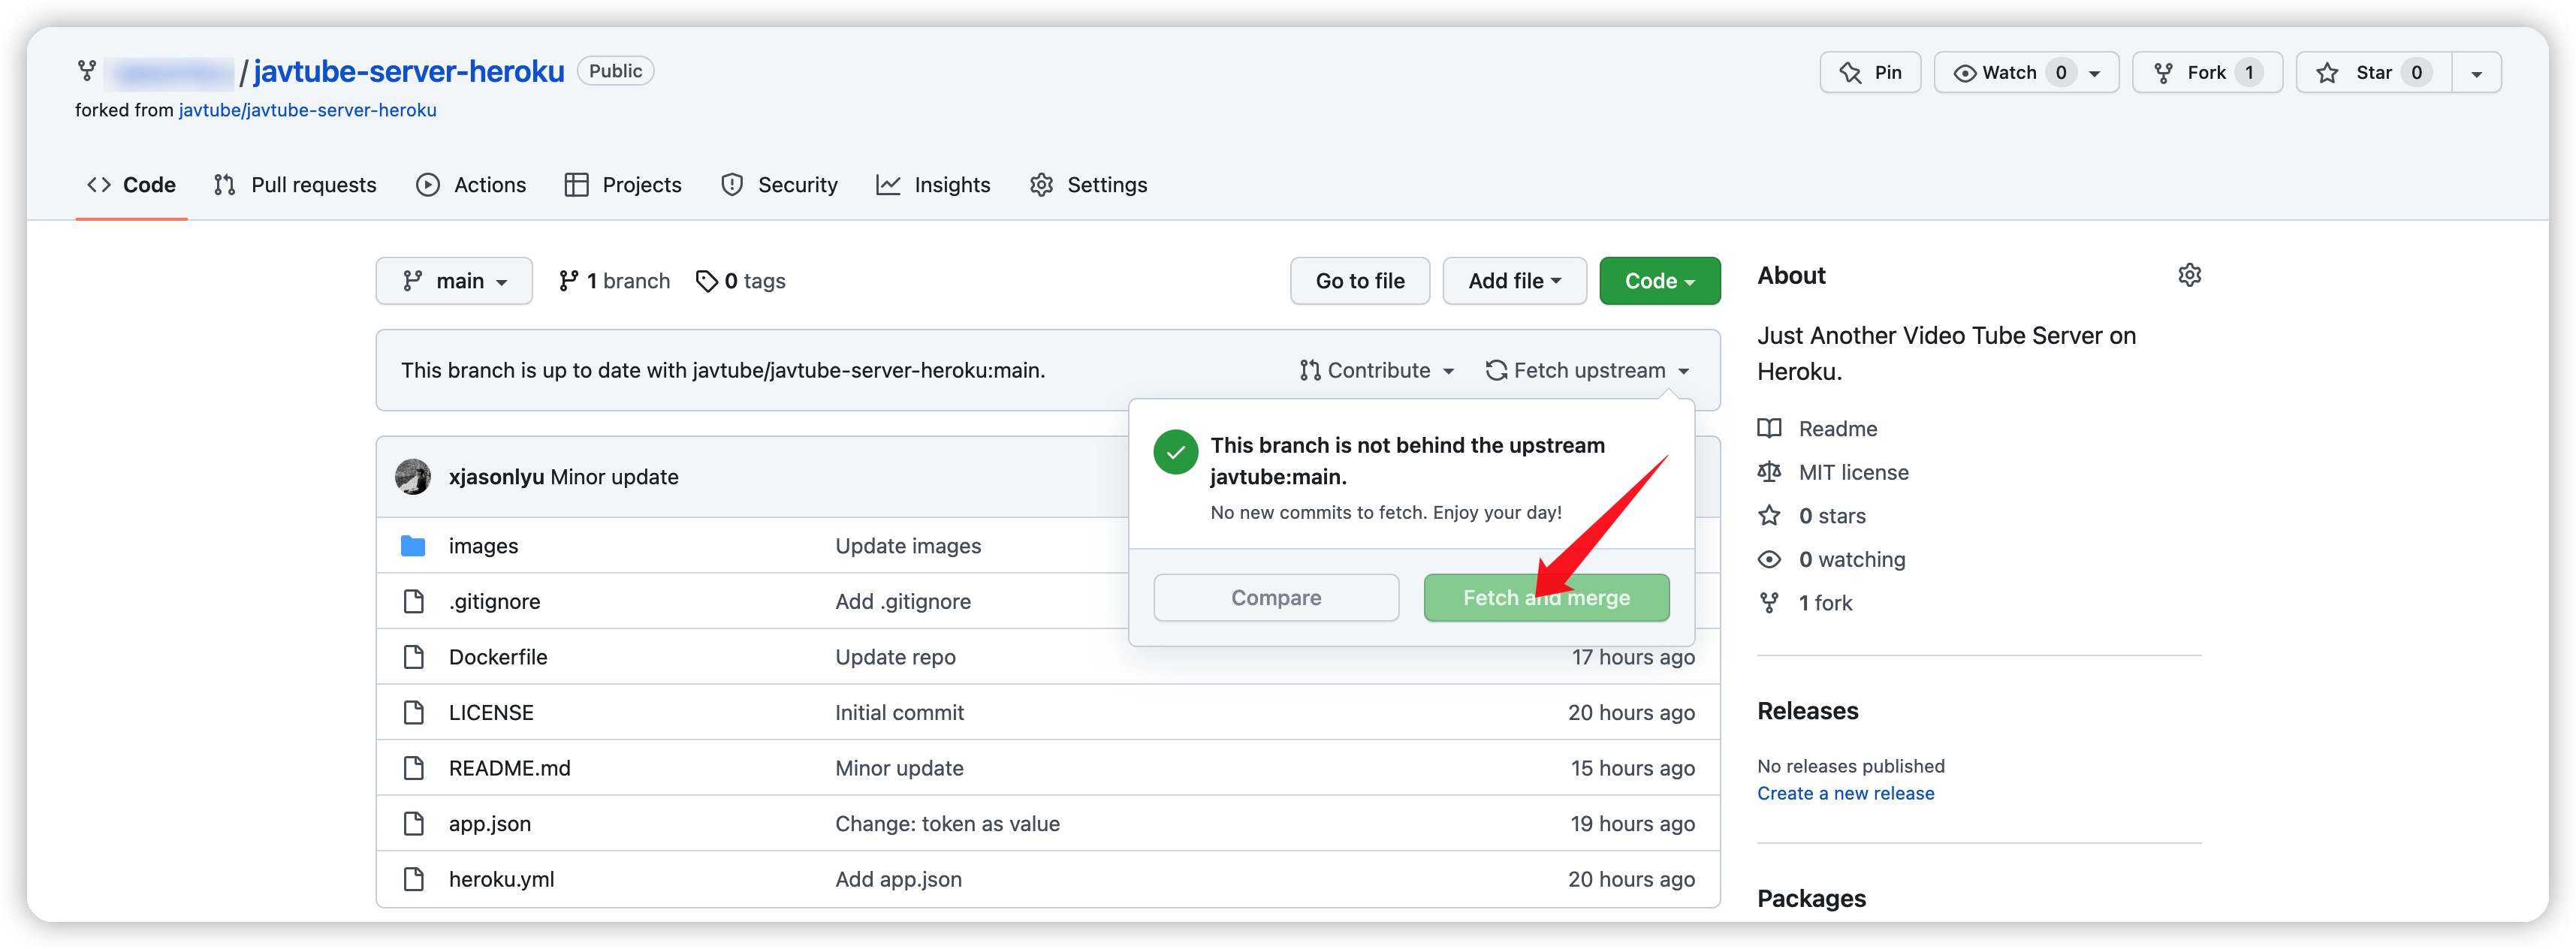 / javtube-server-heroku Public
Pin Watch 0 Fork 1 Star 0
forked from javtube/javtube-server-heroku
Code Pull requests Actions Projects Security Insights Settings
main 1 branch 0 tags Go to file Add file Code
This branch is up to date with javtube/javtube-server-heroku:main. Contribute Fetch upstream
This branch is not behind the upstream
javtube:main.
No new commits to fetch. Enjoy your day!
Compare Fetch and merge
xjasonlyu Minor update
images Update images
.gitignore Add .gitignore
Dockerfile Update repo 17 hours ago
LICENSE Initial commit 20 hours ago
README.md Minor update 15 hours ago
app.json Change: token as value 19 hours ago
heroku.yml Add app.json 20 hours ago
About
Just Another Video Tube Server on
Heroku.
Readme
MIT license
0 stars
0 watching
1 fork
Releases
No releases published
Create a new release
Packages